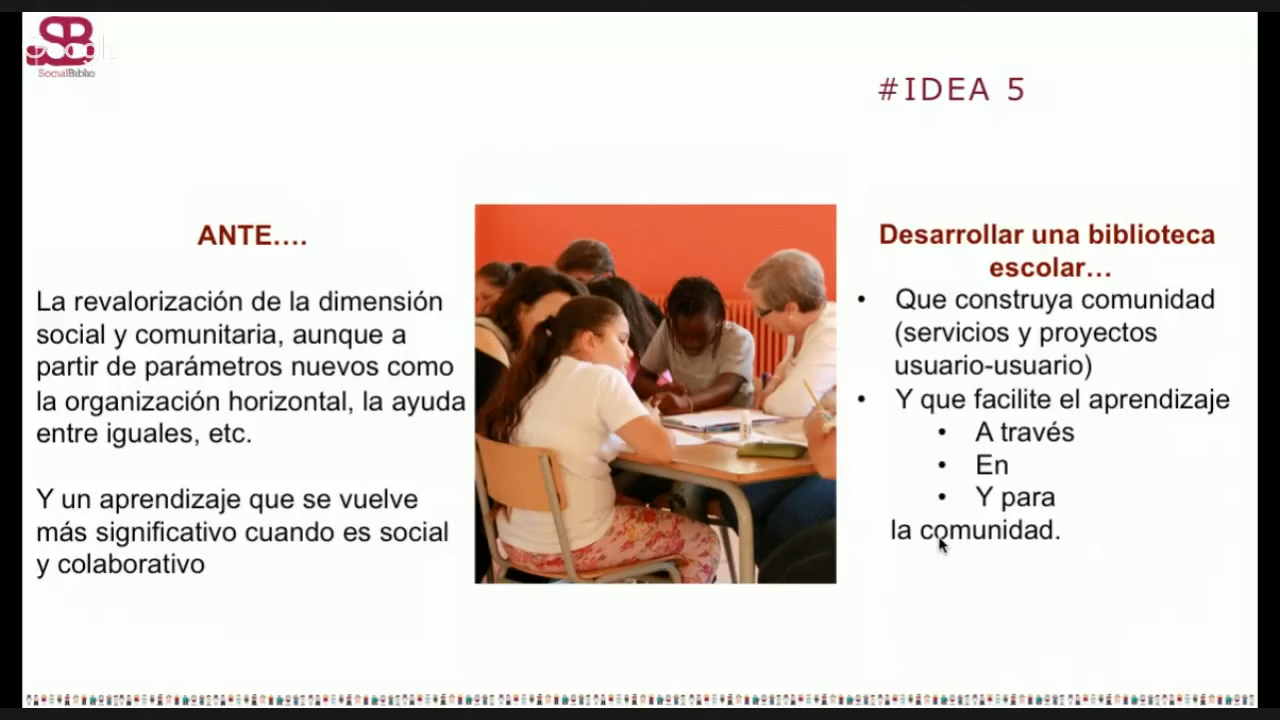 SB
Google
SocialBiblio
#IDEA 5
ANTE....
La revalorización de la dimensión
social y comunitaria, aunque a
partir de parámetros nuevos como
la organización horizontal, la ayuda
entre iguales, etc.
Y un aprendizaje que se vuelve
más significativo cuando es social
y colaborativo
Desarrollar una biblioteca
escolar...
• Que construya comunidad
(servicios y proyectos
usuario-usuario)
• Y que facilite el aprendizaje
• A través
• En
• Y para
la comunidad.